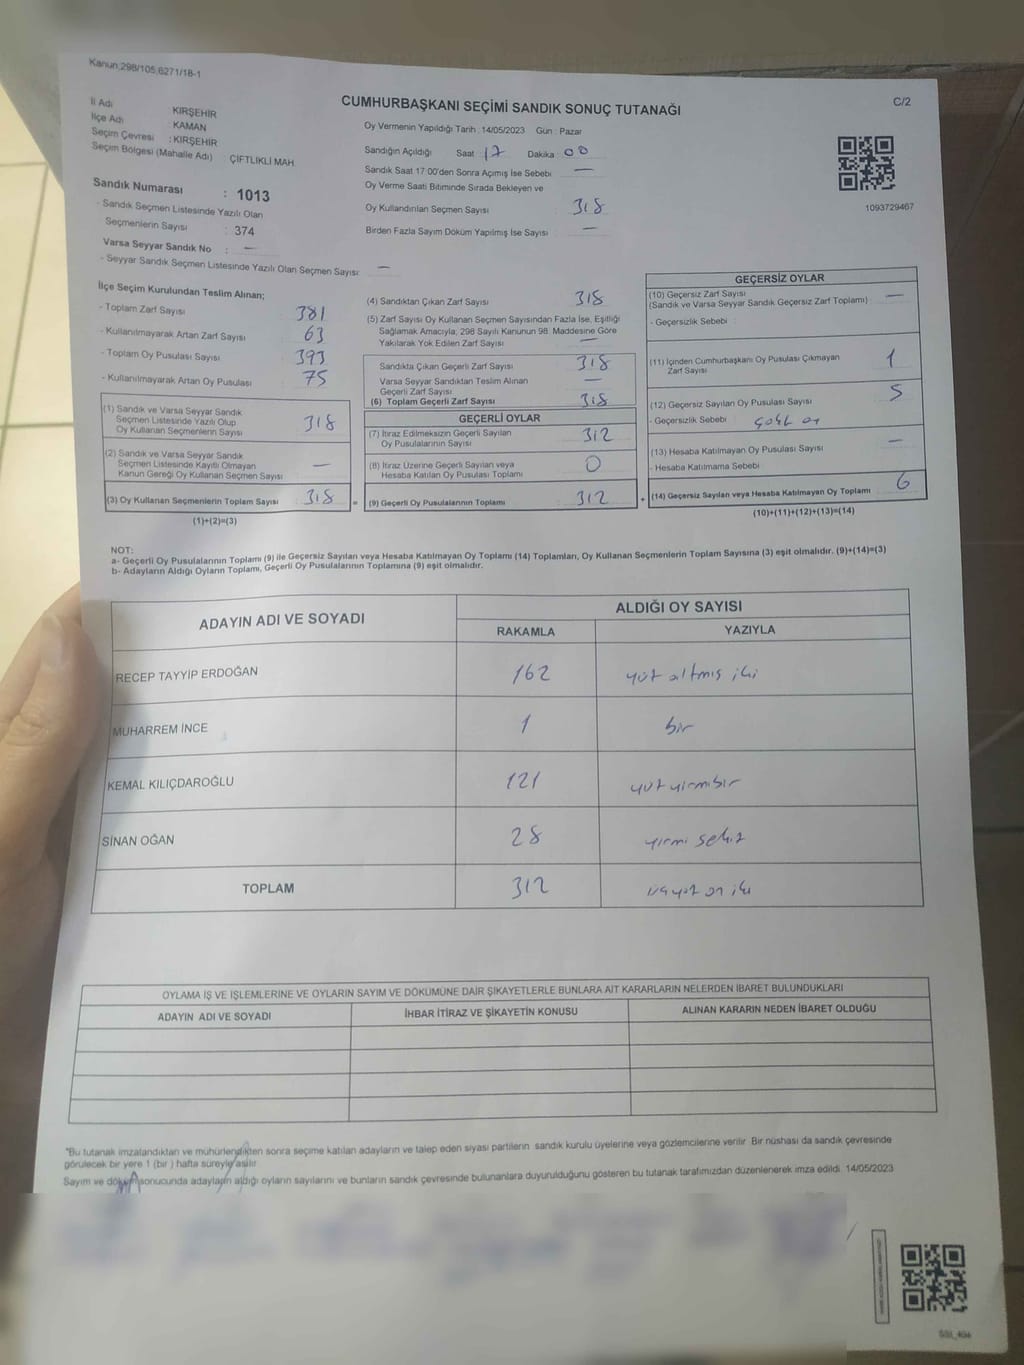 Kanun;298/105;6271/18-1
C/2
CUMHURBAŞKANI SEÇİMİ SANDIK SONUÇ TUTANAĞI
İl Adı KIRŞEHİR
İlçe Adı KAMAN
Seçim Çevresi : KIRŞEHİR
Seçim Bölgesi (Mahalle Adı) : ÇİFTLİKLİ MAH.
Sandık Numarası : 1013
- Sandık Seçmen Listesinde Yazılı Olan
Seçmenlerin Sayısı : 374
Varsa Seyyar Sandık No : —
- Seyyar Sandık Seçmen Listesinde Yazılı Olan Seçmen Sayısı: —
Oy Vermenin Yapıldığı Tarih : 14/05/2023 Gün : Pazar
Sandığın Açıldığı Saat 17 Dakika 00
Sandık Saat 17:00'den Sonra Açımış İse Sebebi —
Oy Verme Saati Bitiminde Sırada Bekleyen ve
Oy Kullandırılan Seçmen Sayısı 318
Birden Fazla Sayım Döküm Yapılmış İse Sayısı —
1093729467
İlçe Seçim Kurulundan Teslim Alınan;
- Toplam Zarf Sayısı 381
- Kullanılmayarak Artan Zarf Sayısı 63
- Toplam Oy Pusulası Sayısı 393
- Kullanılmayarak Artan Oy Pusulası 75
(1) Sandık ve Varsa Seyyar Sandık
Seçmen Listesinde Yazılı Olup
Oy Kullanan Seçmenlerin Sayısı 318
(2) Sandık ve Varsa Seyyar Sandık
Seçmen Listesinde Kayıtlı Olmayan
Kanun Gereği Oy Kullanan Seçmen Sayısı —
(3) Oy Kullanan Seçmenlerin Toplam Sayısı 318 =
(1)+(2)=(3)
(4) Sandıktan Çıkan Zarf Sayısı 318
(5) Zarf Sayısı Oy Kullanan Seçmen Sayısından Fazla İse, Eşitliği
Sağlamak Amacıyla, 298 Sayılı Kanunun 98. Maddesine Göre
Yakılarak Yok Edilen Zarf Sayısı —
Sandıkta Çıkan Geçerli Zarf Sayısı 318
Varsa Seyyar Sandıktan Teslim Alınan
Geçerli Zarf Sayısı —
(6) Toplam Geçerli Zarf Sayısı 318
GEÇERLİ OYLAR
(7) İtiraz Edilmeksizin Geçerli Sayılan
Oy Pusulalarının Sayısı 312
(8) İtiraz Üzerine Geçerli Sayılan veya
Hesaba Katılan Oy Pusulası Toplamı 0
(9) Geçerli Oy Pusulalarının Toplamı 312 +
GEÇERSİZ OYLAR
(10) Geçersiz Zarf Sayısı
(Sandık ve Varsa Seyyar Sandık Geçersiz Zarf Toplamı) —
- Geçersizlik Sebebi :
(11) İçinden Cumhurbaşkanı Oy Pusulası Çıkmayan
Zarf Sayısı 1
(12) Geçersiz Sayılan Oy Pusulası Sayısı 5
- Geçersizlik Sebebi :
(13) Hesaba Katılmayan Oy Pusulası Sayısı —
- Hesaba Katılmama Sebebi
(14) Geçersiz Sayılan veya Hesaba Katılmayan Oy Toplamı 6
(10)+(11)+(12)+(13)=(14)
NOT:
a- Geçerli Oy Pusulalarının Toplamı (9) ile Geçersiz Sayılan veya Hesaba Katılmayan Oy Toplamı (14) Toplamları, Oy Kullanan Seçmenlerin Toplam Sayısına (3) eşit olmalıdır. (9)+(14)=(3)
b- Adayların Aldığı Oyların Toplamı, Geçerli Oy Pusulalarının Toplamına (9) eşit olmalıdır.
ADAYIN ADI VE SOYADI ALDIĞI OY SAYISI
RAKAMLA YAZIYLA
RECEP TAYYİP ERDOĞAN 162 yüz altmış iki
MUHARREM İNCE 1 bir
KEMAL KILIÇDAROĞLU 121 yüz yirmibir
SİNAN OĞAN 28 yirmi sekiz
TOPLAM 312 üçyüz on iki
OYLAMA İŞ VE İŞLEMLERİNE VE OYLARIN SAYIM VE DÖKÜMÜNE DAİR ŞİKAYETLERLE BUNLARA AİT KARARLARIN NELERDEN İBARET BULUNDUKLARI
ADAYIN ADI VE SOYADI İHBAR İTİRAZ VE ŞİKAYETİN KONUSU ALINAN KARARIN NEDEN İBARET OLDUĞU
"Bu tutanak imzalandıktan ve mühürlendikten sonra seçime katılan adayların ve talep eden siyasi partilerin sandık kurulu üyelerine veya gözlemcilerine verilir. Bir nüshası da sandık çevresinde
görülecek bir yere 1 (bir) hafta süreyle asılır.
Sayım ve döküm sonucunda adayların aldığı oyların sayılarını ve bunların sandık çevresinde bulunanlara duyurulduğunu gösteren bu tutanak tarafımızdan düzenlenerek imza edildi. 14/05/2023